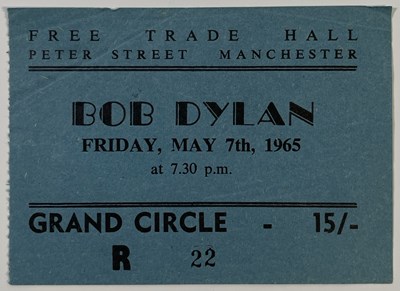 FREE TRADE HALL
PETER STREET MANCHESTER
BOB DYLAN
FRIDAY, MAY 7th, 1965
at 7.30 p.m.
GRAND CIRCLE - 15/-
R 22